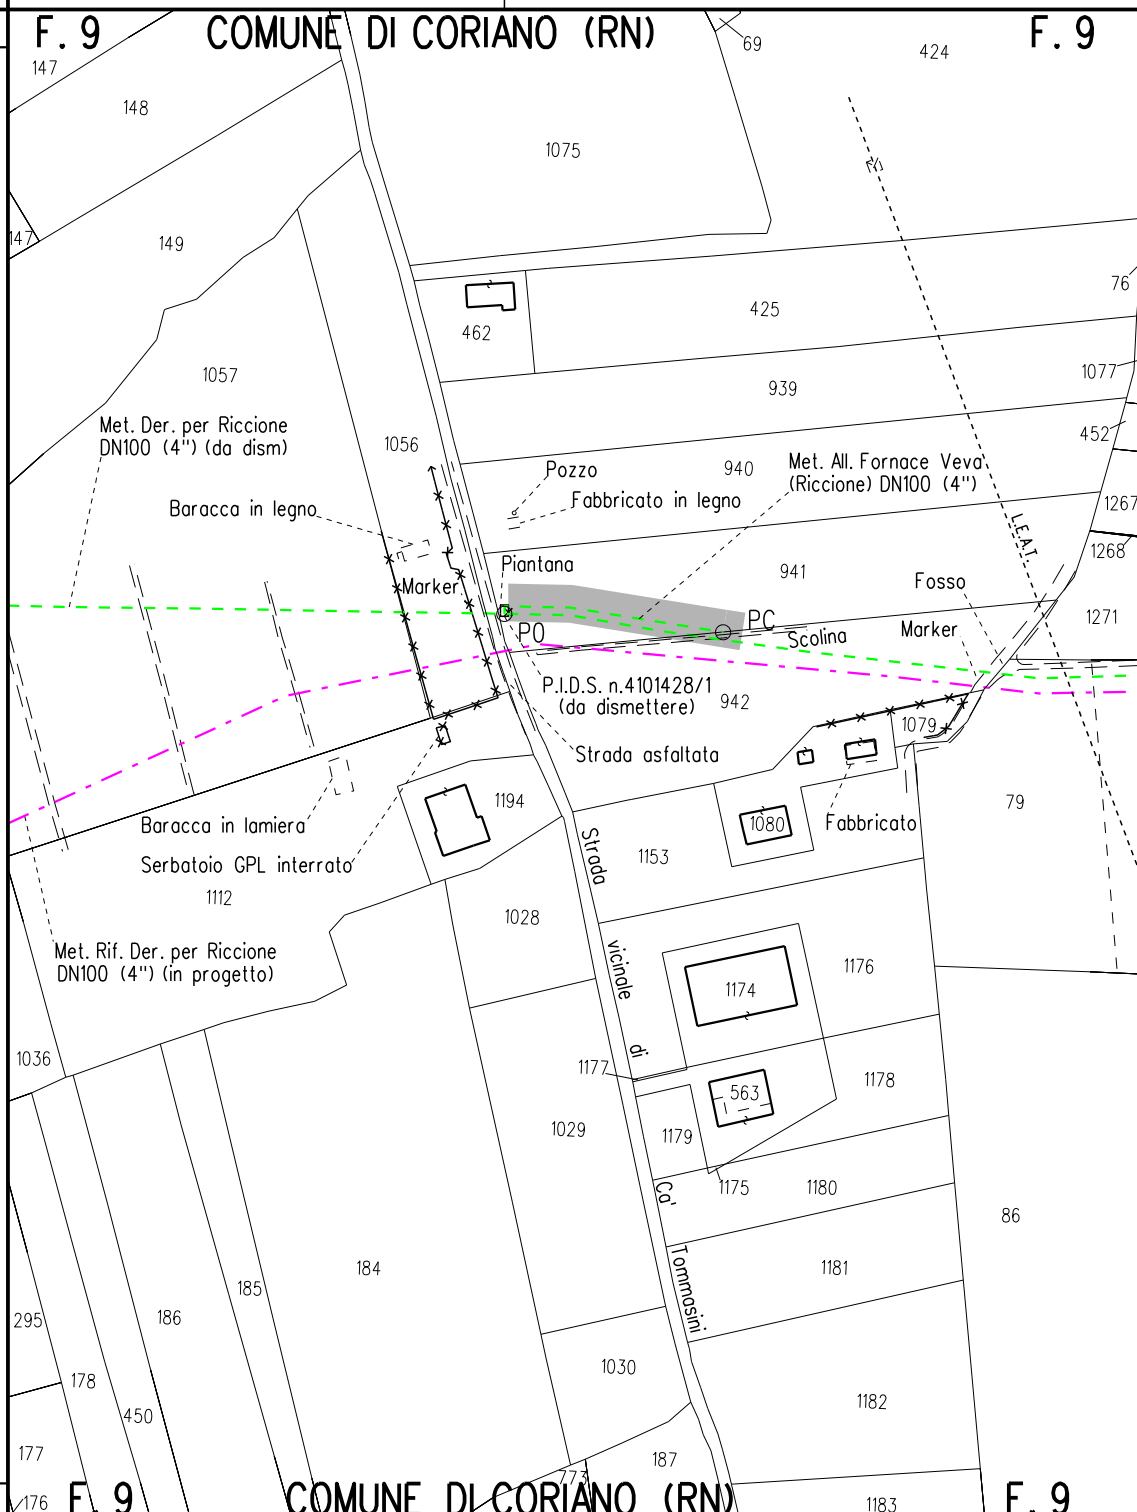 F. 9 COMUNE DI CORIANO (RN) F. 9
69
424
147
148
1075
147
149
76
425
462
1077
1057
939
Met. Der. per Riccione
DN100 (4") (da dism)
1056
452
940
Met. All. Fornace Veva
(Riccione) DN100 (4")
Pozzo
Fabbricato in legno
Baracca in legno
1267
L.E.A.T.
1268
Piantana
941
Marker
Fosso
PO
PC
Scolina
Marker
1271
P.I.D.S. n.4101428/1
(da dismettere)
942
1079
Strada asfaltata
1194
79
Baracca in lamiera
1080
Fabbricato
Serbatoio GPL interrato
1153
1112
1028
Met. Rif. Der. per Riccione
DN100 (4") (in progetto)
1176
1174
1036
1177
1178
563
1029
1179
1175
1180
86
Strada vicinale di Ca' Tommasini
184
1181
185
295
186
1030
178
1182
450
177
187
773
176
F. 9 COMUNE DI CORIANO (RN) F. 9
1183